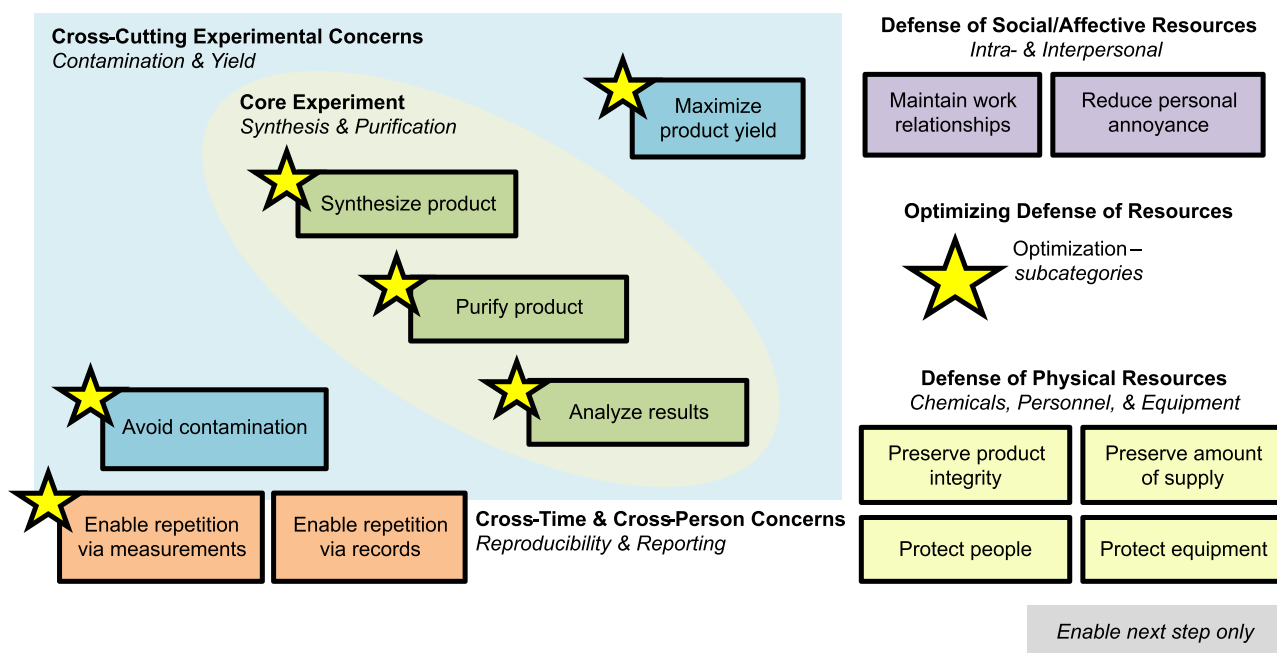 Cross-Cutting Experimental Concerns
Contamination & Yield
Core Experiment
Synthesis & Purification
Maximize
product yield
Synthesize product
Purify product
Analyze results
Avoid contamination
Enable repetition
via measurements
Enable repetition
via records
Cross-Time & Cross-Person Concerns
Reproducibility & Reporting
Defense of Social/Affective Resources
Intra- & Interpersonal
Maintain work
relationships
Reduce personal
annoyance
Optimizing Defense of Resources
Optimization–
subcategories
Defense of Physical Resources
Chemicals, Personnel, & Equipment
Preserve product
integrity
Preserve amount
of supply
Protect people
Protect equipment
Enable next step only